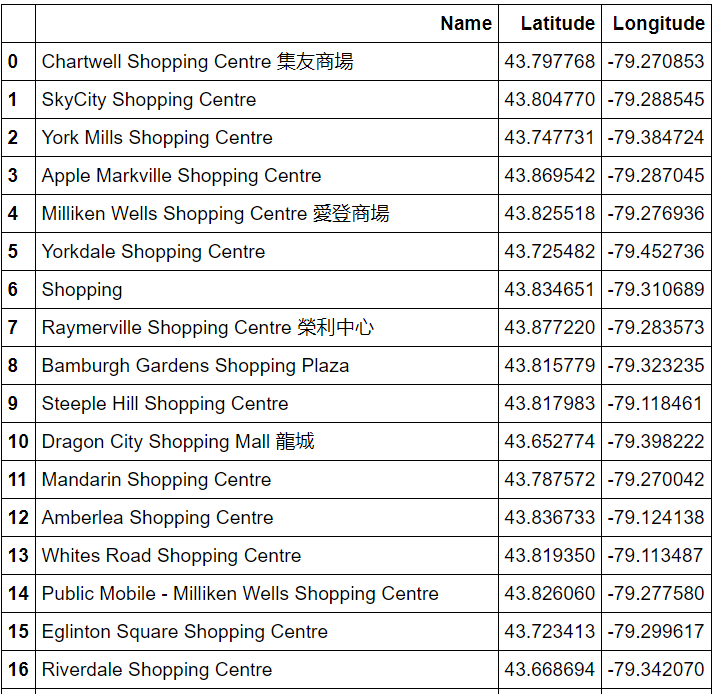 Name Latitude Longitude
0 Chartwell Shopping Centre 集友商場 43.797768 -79.270853
1 SkyCity Shopping Centre 43.804770 -79.288545
2 York Mills Shopping Centre 43.747731 -79.384724
3 Apple Markville Shopping Centre 43.869542 -79.287045
4 Milliken Wells Shopping Centre 愛登商場 43.825518 -79.276936
5 Yorkdale Shopping Centre 43.725482 -79.452736
6 Shopping 43.834651 -79.310689
7 Raymerville Shopping Centre 榮利中心 43.877220 -79.283573
8 Bamburgh Gardens Shopping Plaza 43.815779 -79.323235
9 Steeple Hill Shopping Centre 43.817983 -79.118461
10 Dragon City Shopping Mall 龍城 43.652774 -79.398222
11 Mandarin Shopping Centre 43.787572 -79.270042
12 Amberlea Shopping Centre 43.836733 -79.124138
13 Whites Road Shopping Centre 43.819350 -79.113487
14 Public Mobile - Milliken Wells Shopping Centre 43.826060 -79.277580
15 Eglinton Square Shopping Centre 43.723413 -79.299617
16 Riverdale Shopping Centre 43.668694 -79.342070